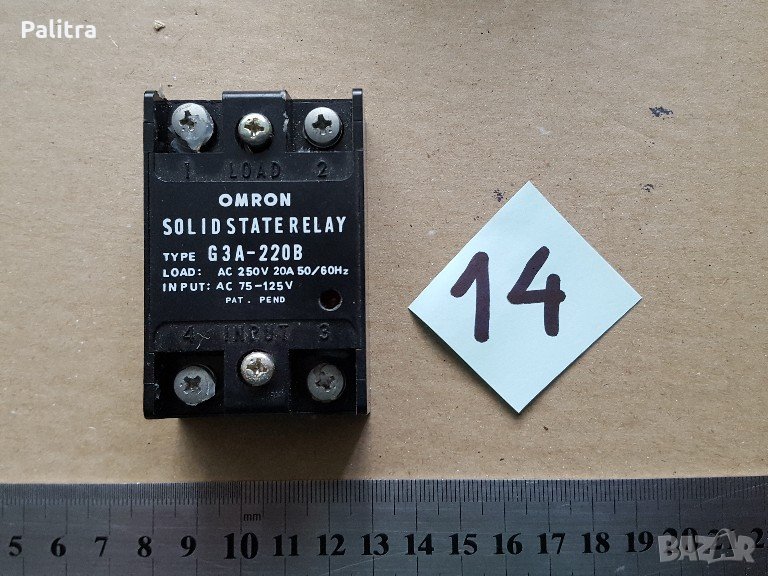 Palitra
1 LOAD 2
OMRON
SOLID STATE RELAY
TYPE G3A-220B
LOAD: AC 250V 20A 50/60Hz
INPUT: AC 75-125V
PAT. PEND
4 ~ INPUT 3
14
mm
5 6 7 8 9 10 11 12 13 14 15 16 17 18 19 20
BAZAR